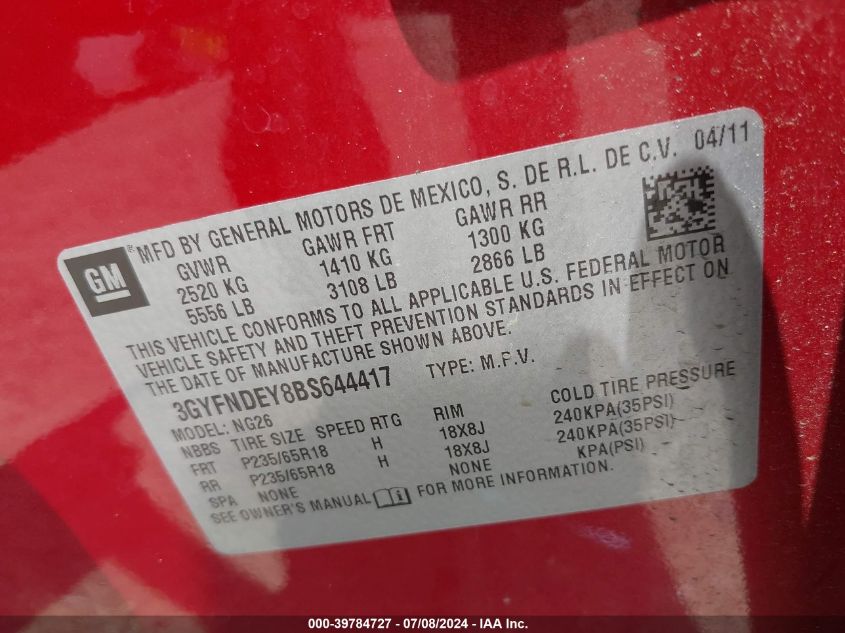 GM
® MFD BY GENERAL MOTORS DE MEXICO, S. DE R.L. DE C.V. 04/11
GVWR GAWR FRT GAWR RR
2520 KG 1410 KG 1300 KG
5556 LB 3108 LB 2866 LB
THIS VEHICLE CONFORMS TO ALL APPLICABLE U.S. FEDERAL MOTOR
VEHICLE SAFETY AND THEFT PREVENTION STANDARDS IN EFFECT ON
THE DATE OF MANUFACTURE SHOWN ABOVE.
3GYFNDEY8BS644417 TYPE: M.P.V.
MODEL: NG26
NBBS TIRE SIZE SPEED RTG RIM COLD TIRE PRESSURE
FRT P235/65R18 H 18X8J 240KPA(35PSI)
RR P235/65R18 H 18X8J 240KPA(35PSI)
SPA NONE NONE KPA(PSI)
SEE OWNER'S MANUAL FOR MORE INFORMATION.
000-39784727 - 07/08/2024 - IAA Inc.